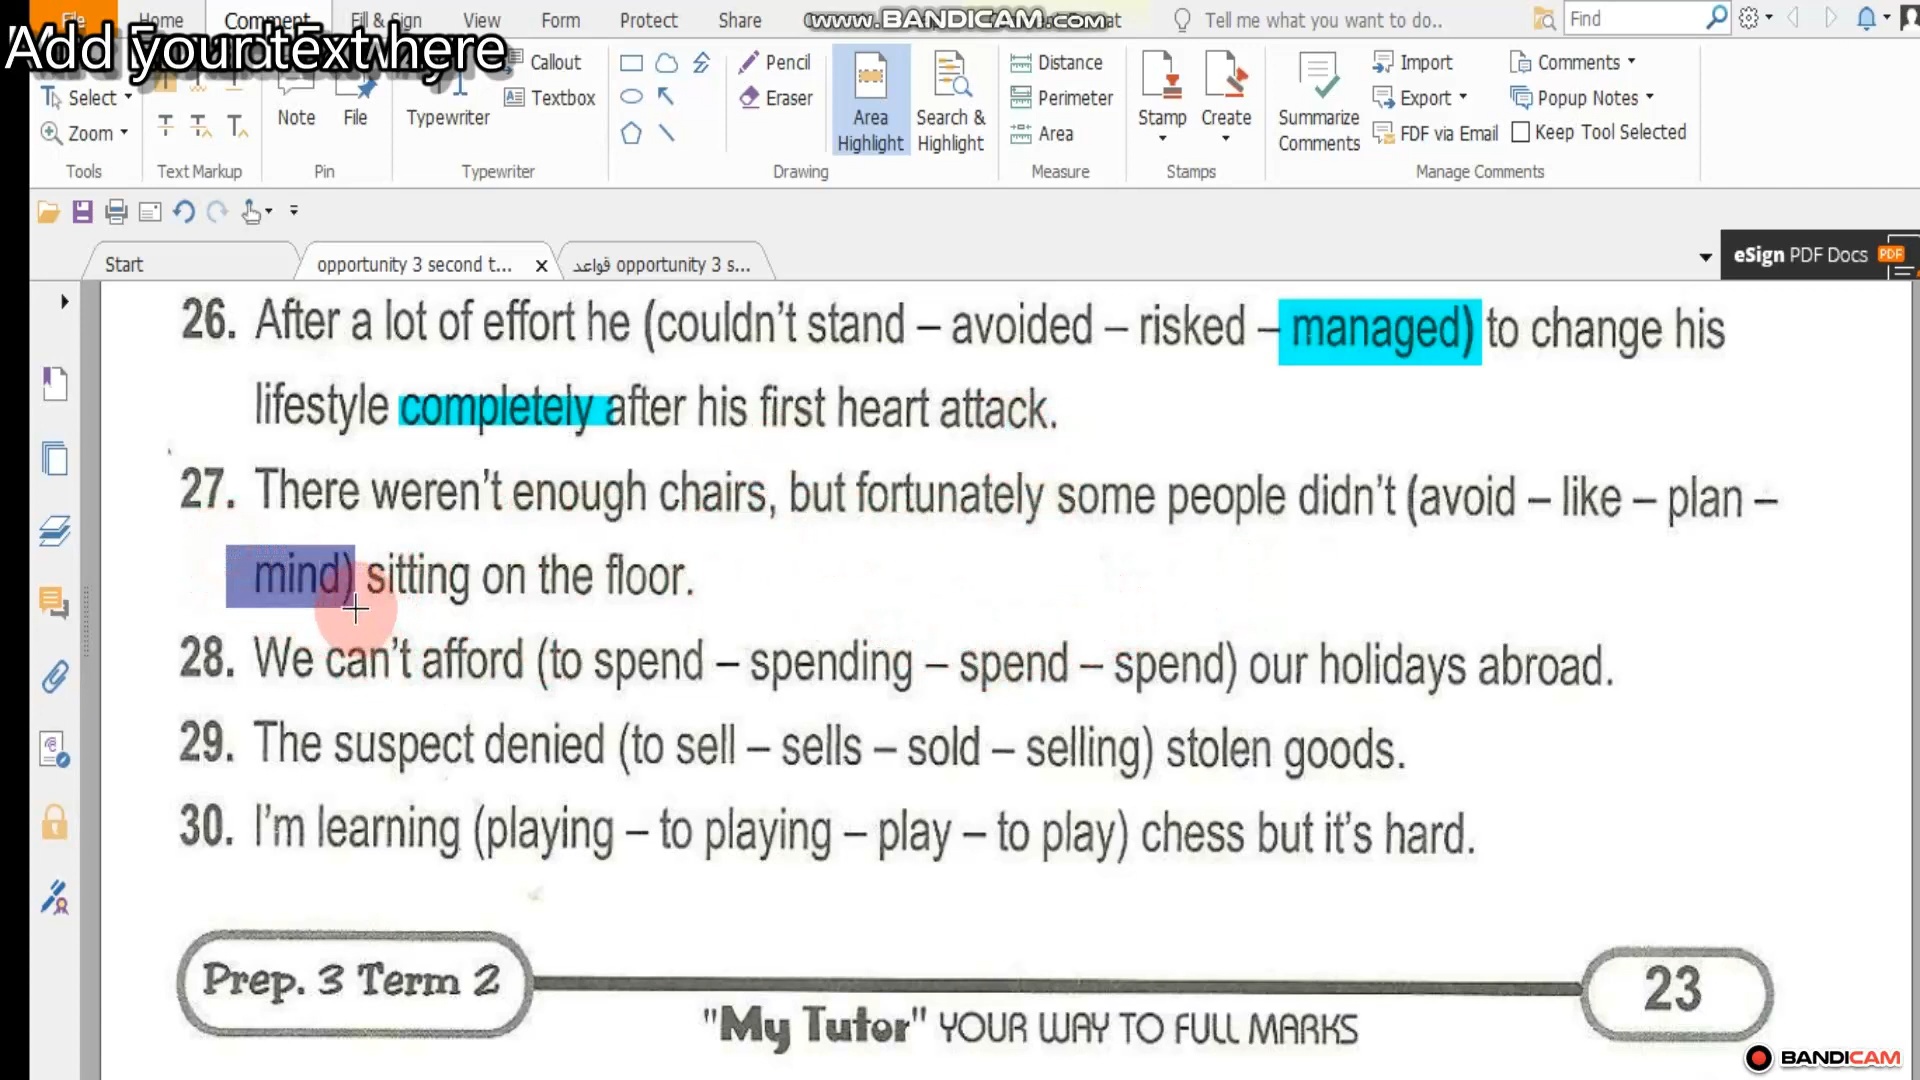 File Home Comment Fill & Sign View Form Protect Share www.BANDICAM.com Tell me what you want to do.. Find
Add your text here
Select Zoom Tools
Text Markup
Note File Pin
Typewriter Callout Textbox Typewriter
Pencil Eraser Area Highlight Search & Highlight Drawing
Distance Perimeter Area Measure
Stamp Create Stamps
Summarize Comments Import Export FDF via Email Comments Popup Notes Keep Tool Selected Manage Comments
Start opportunity 3 second t... قواعد opportunity 3 s... eSign PDF Docs PDF
26. After a lot of effort he (couldn't stand – avoided – risked – managed) to change his
lifestyle completely after his first heart attack.
27. There weren't enough chairs, but fortunately some people didn't (avoid – like – plan –
mind) sitting on the floor.
28. We can't afford (to spend – spending – spend – spend) our holidays abroad.
29. The suspect denied (to sell – sells – sold – selling) stolen goods.
30. I'm learning (playing – to playing – play – to play) chess but it's hard.
Prep. 3 Term 2
23
"My Tutor" YOUR WAY TO FULL MARKS
BANDICAM